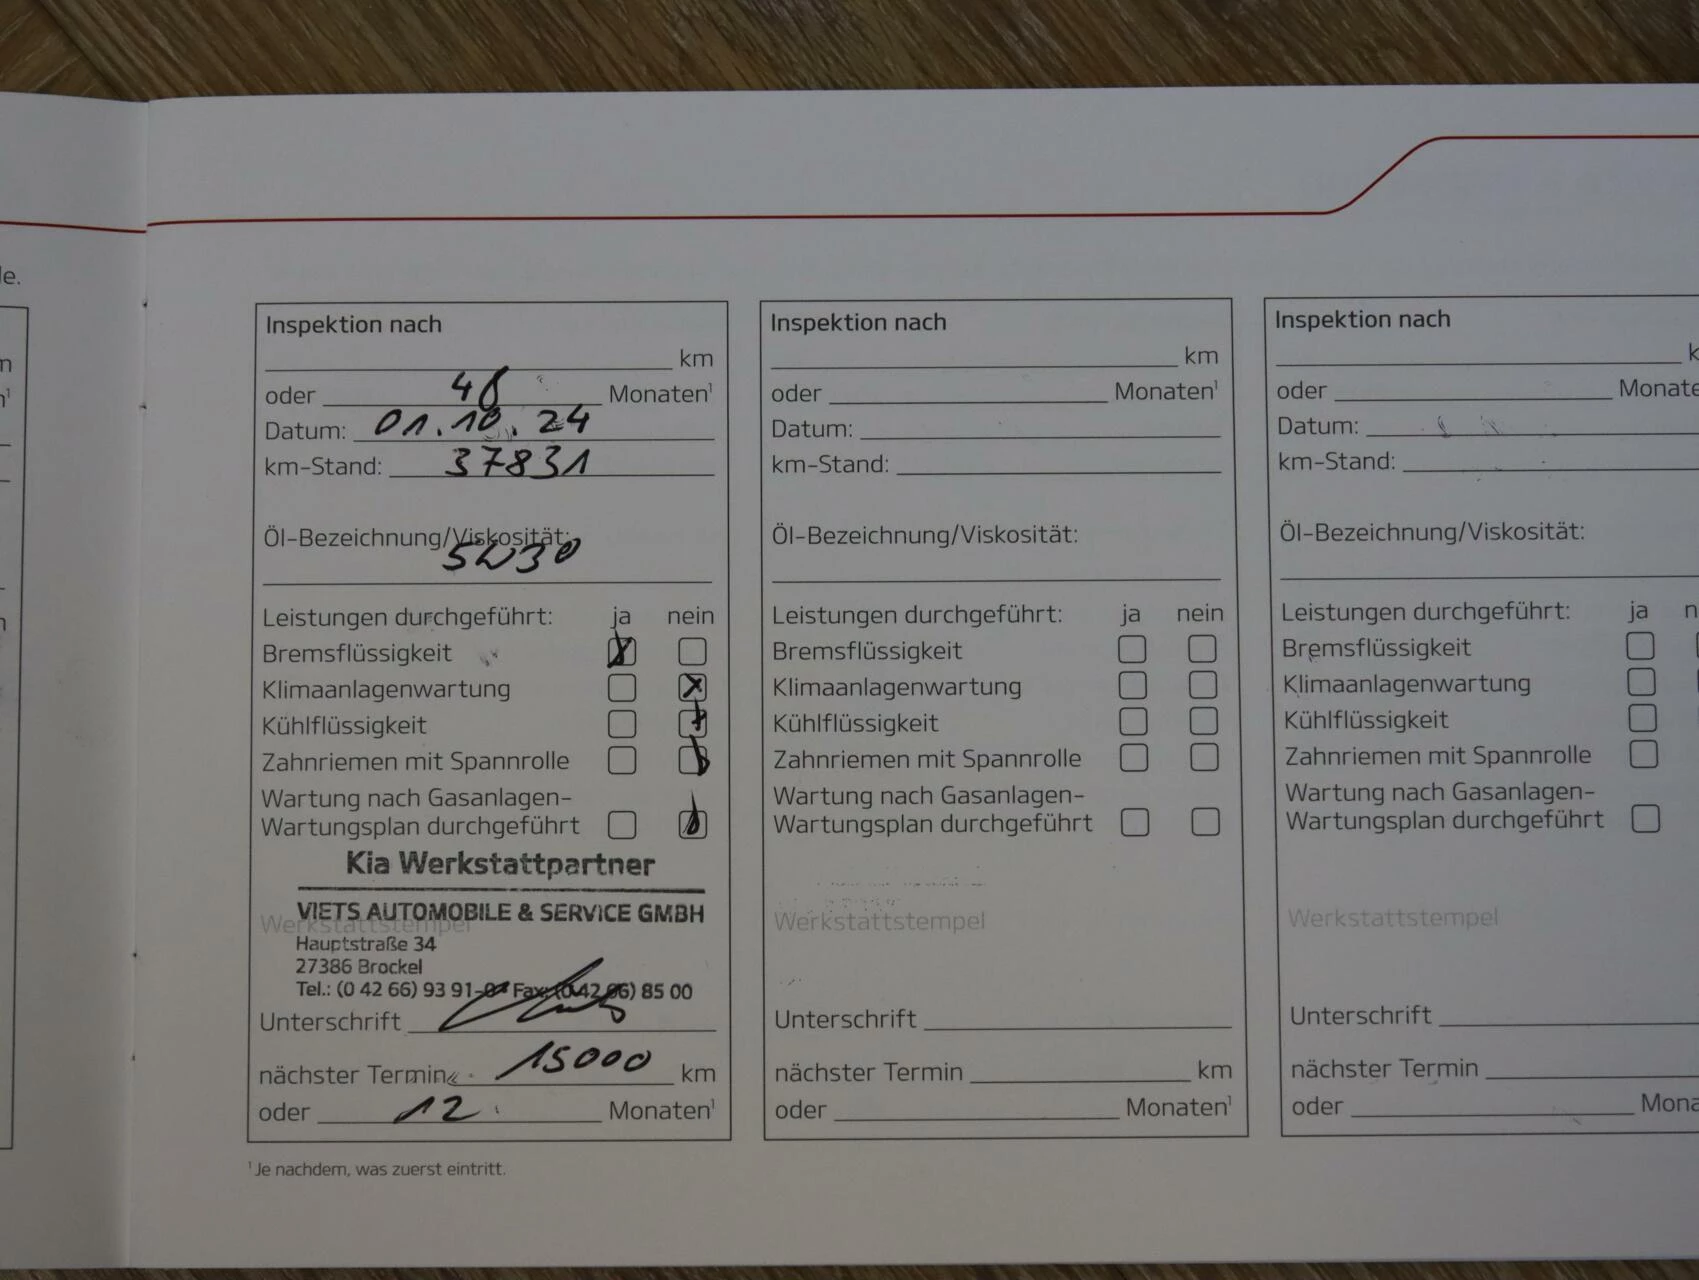 le.
Inspektion nach
km
oder 48 Monaten¹
Datum: 01.10.24
km-Stand: 37831
Öl-Bezeichnung/Viskosität:
5W30
Leistungen durchgeführt: ja nein
Bremsflüssigkeit
Klimaanlagenwartung
Kühlflüssigkeit
Zahnriemen mit Spannrolle
Wartung nach Gasanlagen-
Wartungsplan durchgeführt
Kia Werkstattpartner
VIETS AUTOMOBILE & SERVICE GMBH
Werkstattstempel
Hauptstraße 34
27386 Brockel
Tel.: (0 42 66) 93 91-0 Fax: (0 42 66) 85 00
Unterschrift
nächster Termin 15000 km
oder 12 Monaten¹
¹Je nachdem, was zuerst eintritt.
Inspektion nach
km
oder Monaten¹
Datum:
km-Stand:
Öl-Bezeichnung/Viskosität:
Leistungen durchgeführt: ja nein
Bremsflüssigkeit
Klimaanlagenwartung
Kühlflüssigkeit
Zahnriemen mit Spannrolle
Wartung nach Gasanlagen-
Wartungsplan durchgeführt
Werkstattstempel
Unterschrift
nächster Termin km
oder Monaten¹
Inspektion nach
k
oder Monate
Datum:
km-Stand:
Öl-Bezeichnung/Viskosität:
Leistungen durchgeführt: ja n
Bremsflüssigkeit
Klimaanlagenwartung
Kühlflüssigkeit
Zahnriemen mit Spannrolle
Wartung nach Gasanlagen-
Wartungsplan durchgeführt
Werkstattstempel
Unterschrift
nächster Termin
oder Mona